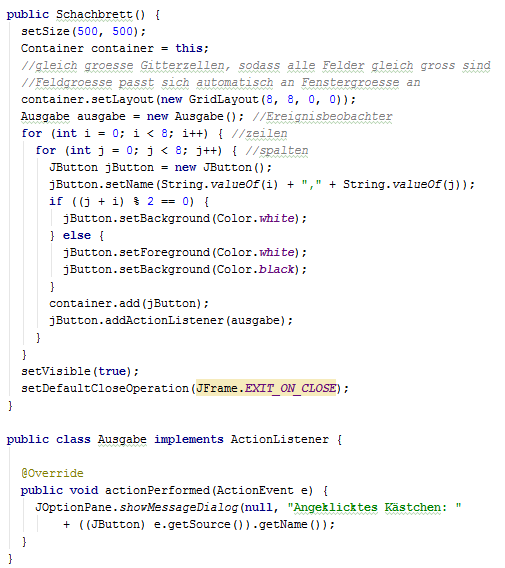 public Schachbrett() {
  setSize(500, 500);
  Container container = this;
  //gleich groesse Gitterzellen, sodass alle Felder gleich gross sind
  //Feldgroesse passt sich automatisch an Fenstergroesse an
  container.setLayout(new GridLayout(8, 8, 0, 0));
  Ausgabe ausgabe = new Ausgabe(); //Ereignisbeobachter
  for (int i = 0; i < 8; i++) { //zeilen
    for (int j = 0; j < 8; j++) { //spalten
      JButton jButton = new JButton();
      jButton.setName(String.valueOf(i) + "," + String.valueOf(j));
      if ((j + i) % 2 == 0) {
        jButton.setBackground(Color.white);
      } else {
        jButton.setForeground(Color.white);
        jButton.setBackground(Color.black);
      }
      container.add(jButton);
      jButton.addActionListener(ausgabe);
    }
  }
  setVisible(true);
  setDefaultCloseOperation(JFrame.EXIT_ON_CLOSE);
}

public class Ausgabe implements ActionListener {

  @Override
  public void actionPerformed(ActionEvent e) {
    JOptionPane.showMessageDialog(null, "Angeklicktes Kästchen: "
        + ((JButton) e.getSource()).getName());
  }
}